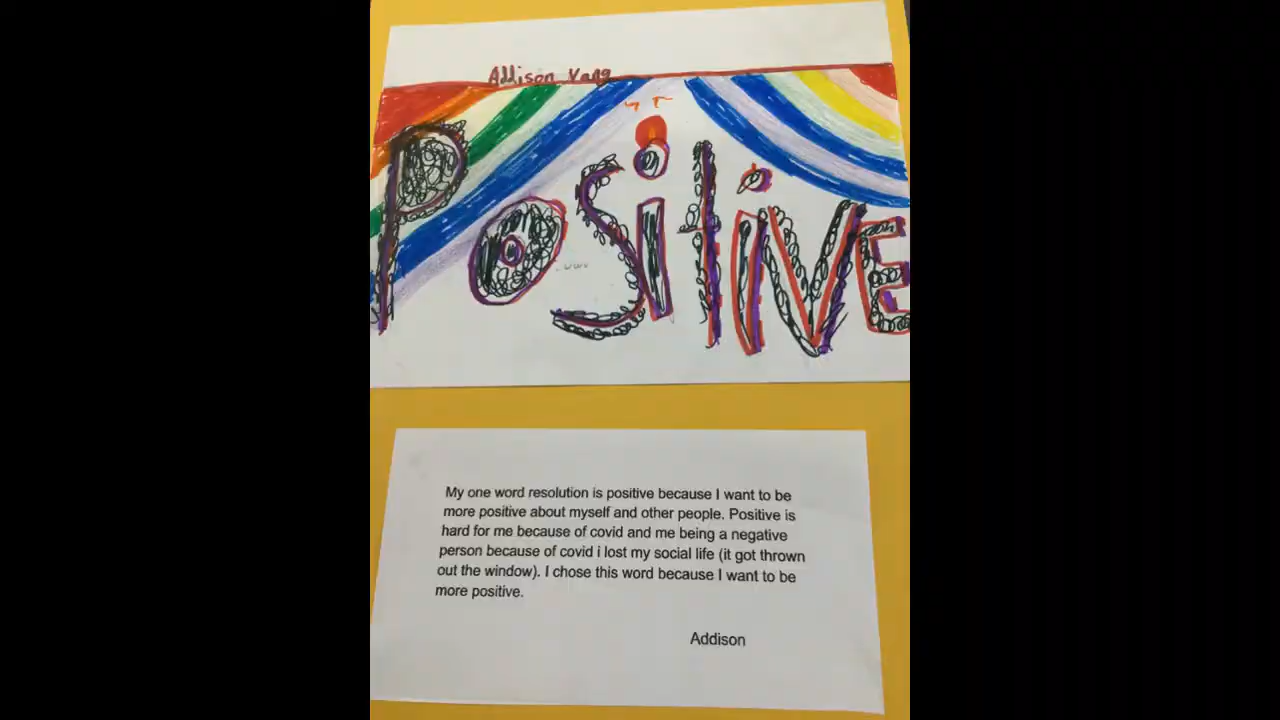 Addison Vang
Positive
My one word resolution is positive because I want to be
more positive about myself and other people. Positive is
hard for me because of covid and me being a negative
person because of covid i lost my social life (it got thrown
out the window). I chose this word because I want to be
more positive.
Addison